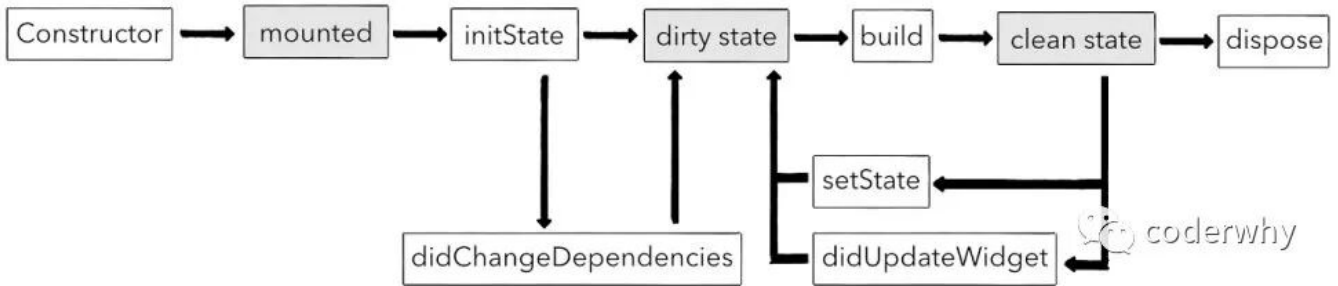 Constructor
mounted
initState
dirty state
build
clean state
dispose
setState
coderwhy
didChangeDependencies
didUpdateWidget